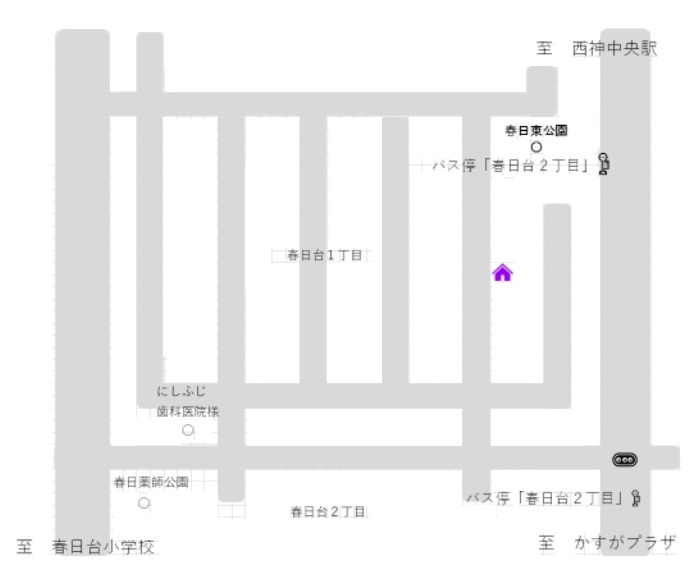 至　西神中央駅
春日東公園
バス停「春日台２丁目」
春日台１丁目
にしふじ
歯科医院様
春日薬師公園
バス停「春日台２丁目」
春日台２丁目
至　春日台小学校
至　かすがプラザ